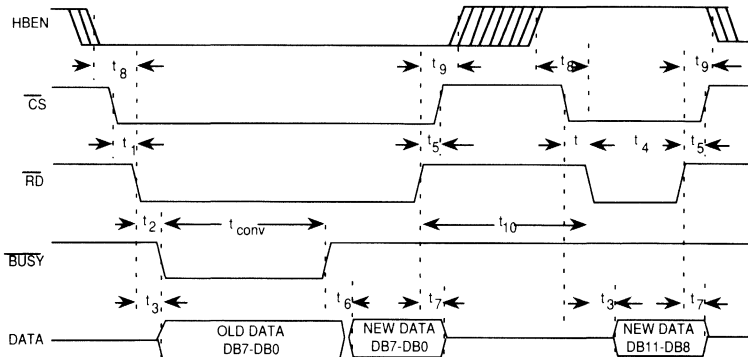 HBEN
t8 t9 t8 t9
CS
t1 t5 t t4 t5
RD
t2 tconv t10
BUSY
t3 t6 t7 t3 t7
DATA
OLD DATA
DB7-DB0
NEW DATA
DB7-DB0
NEW DATA
DB11-DB8